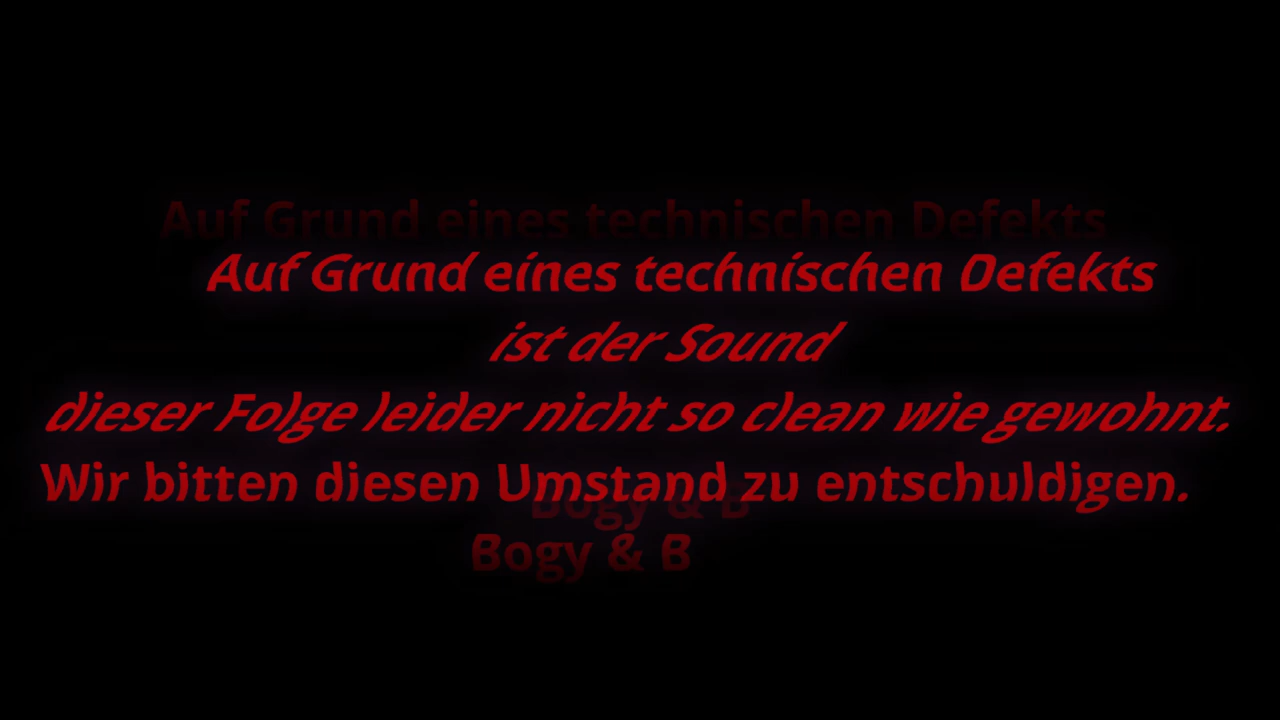 Auf Grund eines technischen Defekts
Auf Grund eines technischen Defekts
ist der Sound
dieser Folge leider nicht so clean wie gewohnt.
Wir bitten diesen Umstand zu entschuldigen.
Bogy & B
Bogy & B